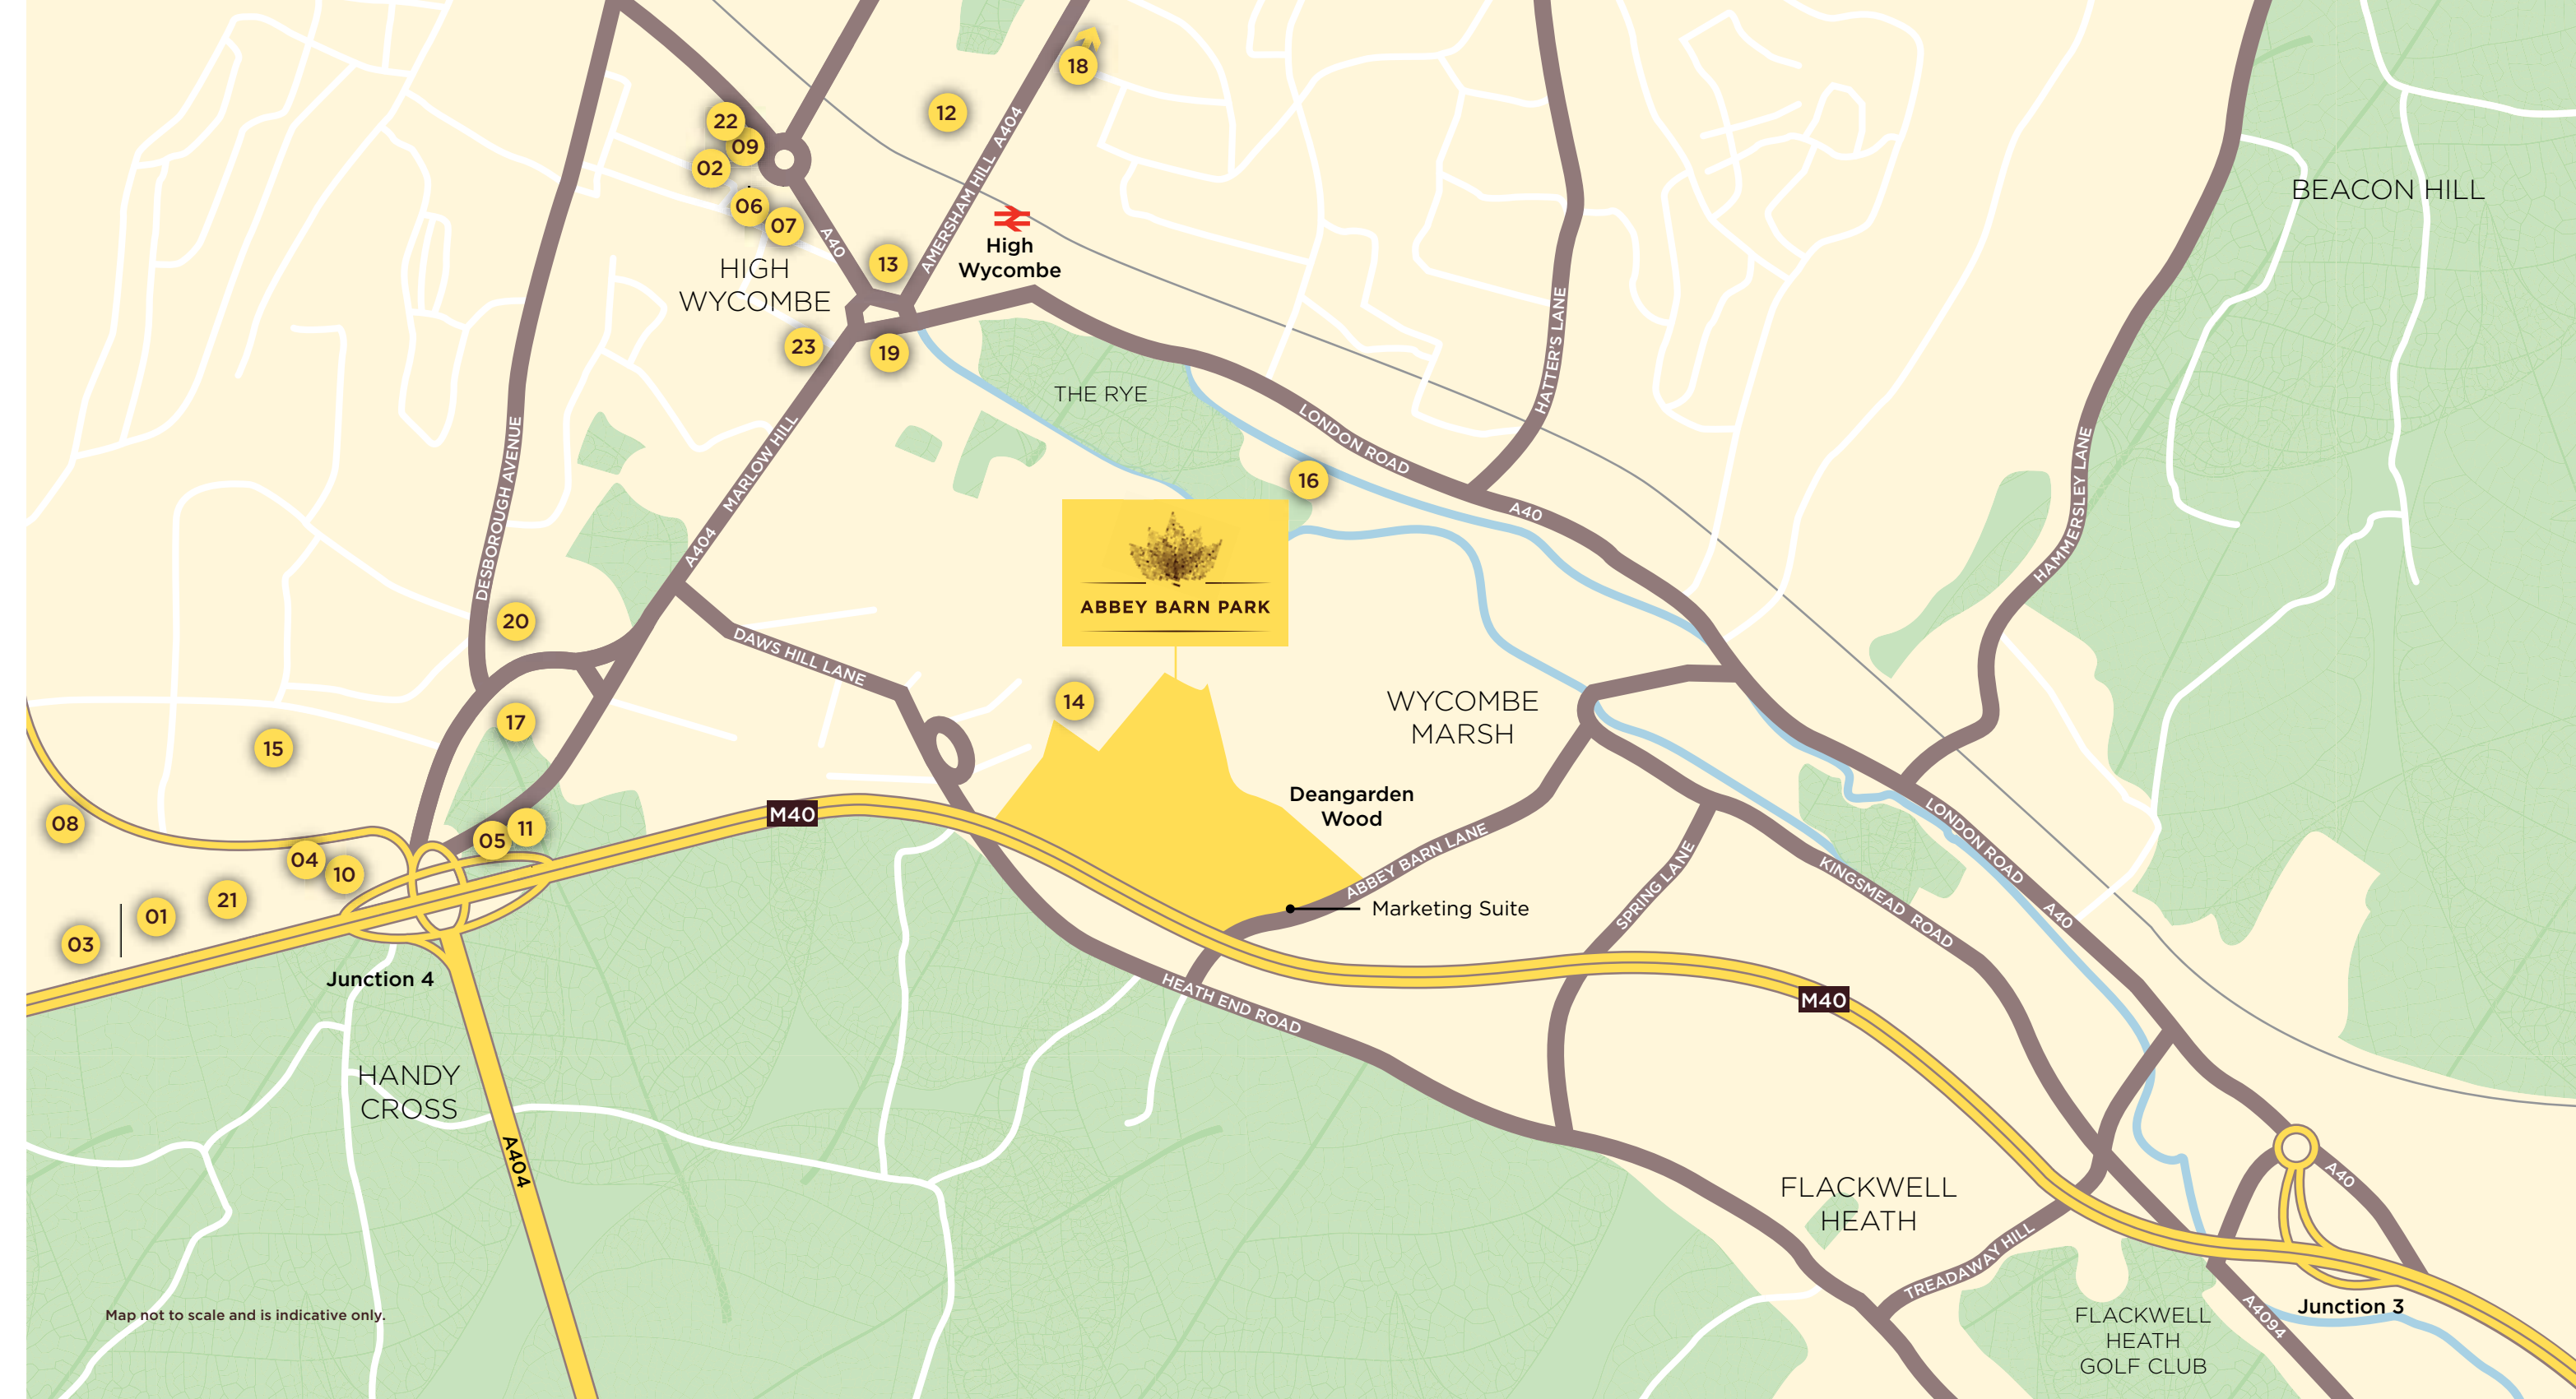 18
12
22
09
02
06
07
A40
AMERSHAM HILL A404
High
Wycombe
13
HIGH
WYCOMBE
23
19
BEACON HILL
HATTER'S LANE
THE RYE
LONDON ROAD
A40
16
DESBOROUGH AVENUE
A404 MARLOW HILL
HAMMERSLEY LANE
ABBEY BARN PARK
20
DAWS HILL LANE
14
WYCOMBE
MARSH
17
15
08
M40
Deangarden
Wood
05
11
04
10
21
01
03
ABBEY BARN LANE
Marketing Suite
SPRING LANE
KINGSMEAD ROAD
LONDON ROAD
A40
Junction 4
HEATH END ROAD
M40
HANDY
CROSS
A404
FLACKWELL
HEATH
A40
TREADAWAY HILL
Junction 3
A4094
FLACKWELL
HEATH
GOLF CLUB
Map not to scale and is indicative only.